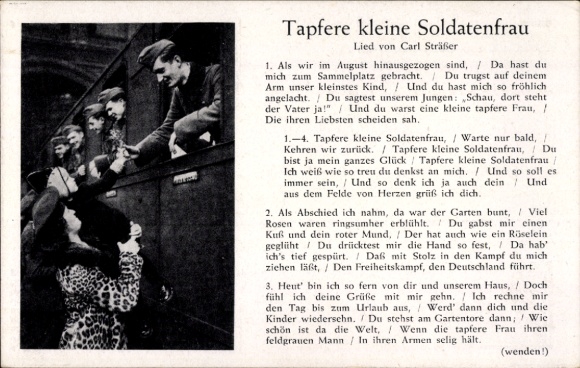 Tapfere kleine Soldatenfrau
Lied von Carl Sträßer
1. Als wir im August hinausgezogen sind, / Da hast du
mich zum Sammelplatz gebracht. / Du trugst auf deinem
Arm unser kleinstes Kind, / Und du hast mich so fröhlich
angelacht. / Du sagtest unserem Jungen: „Schau, dort steht
der Vater ja!" / Und du warst eine kleine tapfere Frau, /
Die ihren Liebsten scheiden sah.
1.—4. Tapfere kleine Soldatenfrau, / Warte nur bald, /
Kehren wir zurück. / Tapfere kleine Soldatenfrau, / Du
bist ja mein ganzes Glück / Tapfere kleine Soldatenfrau /
Ich weiß wie so treu du denkst an mich. / Und so soll es
immer sein, / Und so denk ich ja auch dein / Und
aus dem Felde von Herzen grüß ich dich.
2. Als Abschied ich nahm, da war der Garten bunt, / Viel
Rosen waren ringsumher erblühlt. / Du gabst mir einen
Kuß und dein roter Mund, / Der hat auch wie ein Röselein
geglüht / Du drücktest mir die Hand so fest, / Da hab'
ich's tief gespürt. / Daß mit Stolz in den Kampf du mich
ziehen läßt, / Den Freiheitskampf, den Deutschland führt.
3. Heut' bin ich so fern von dir und unserem Haus, / Doch
fühl ich deine Grüße mit mir gehn. / Ich rechne mir
den Tag bis zum Urlaub aus, / Werd' dann dich und die
Kinder wiedersehn. / Du stehst am Gartentore dann; / Wie
schön ist da die Welt, / Wenn die tapfere Frau ihren
feldgrauen Mann / In ihren Armen selig hält.
(wenden!)